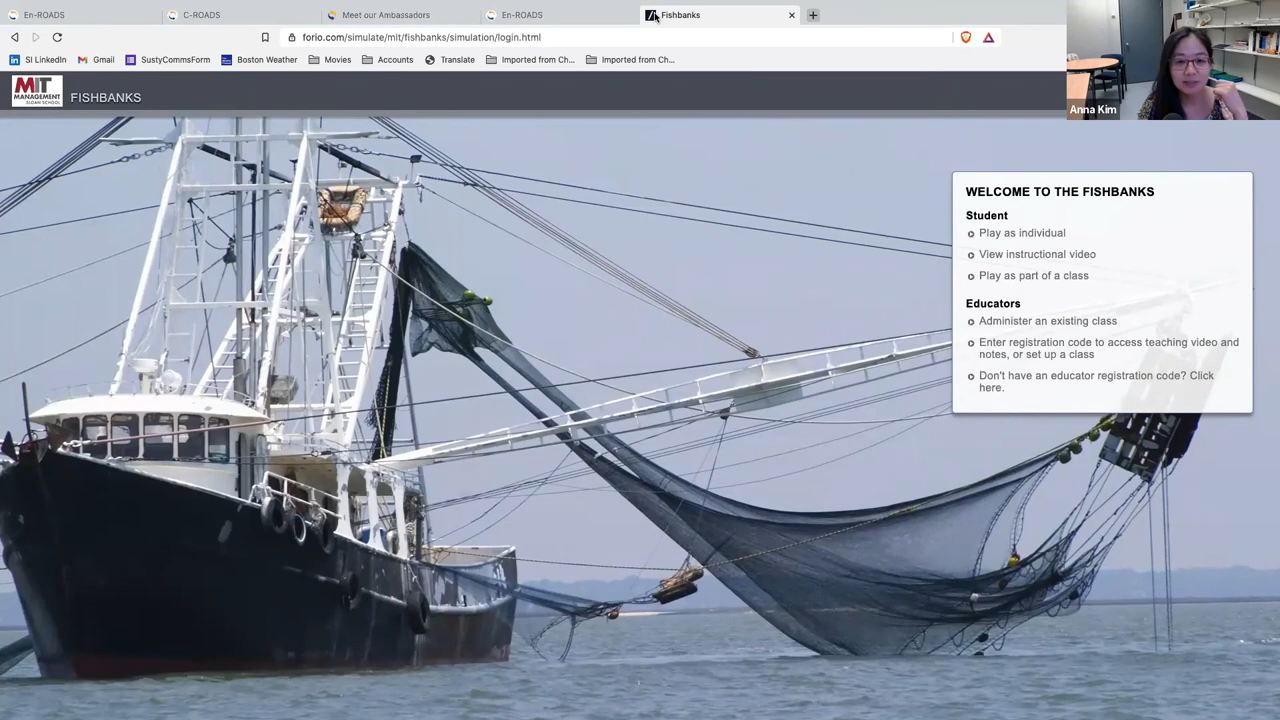 En-ROADS
C-ROADS
Meet our Ambassadors
En-ROADS
Fishbanks
forio.com/simulate/mit/fishbanks/simulation/login.html
SI LinkedIn
Gmail
SustyCommsForm
Boston Weather
Movies
Accounts
Translate
Imported from Ch...
Imported from Ch...
MIT
MANAGEMENT
SLOAN SCHOOL
FISHBANKS
Anna Kim
WELCOME TO THE FISHBANKS
Student
Play as individual
View instructional video
Play as part of a class
Educators
Administer an existing class
Enter registration code to access teaching video and
notes, or set up a class
Don't have an educator registration code? Click
here.